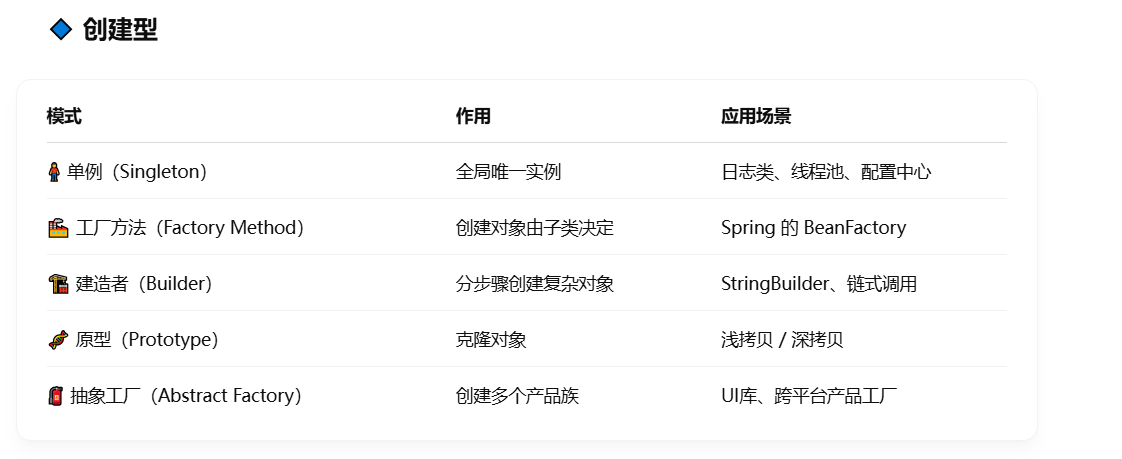 创建型
模式 作用 应用场景
单例（Singleton） 全局唯一实例 日志类、线程池、配置中心
工厂方法（Factory Method） 创建对象由子类决定 Spring 的 BeanFactory
建造者（Builder） 分步骤创建复杂对象 StringBuilder、链式调用
原型（Prototype） 克隆对象 浅拷贝 / 深拷贝
抽象工厂（Abstract Factory） 创建多个产品族 UI库、跨平台产品工厂